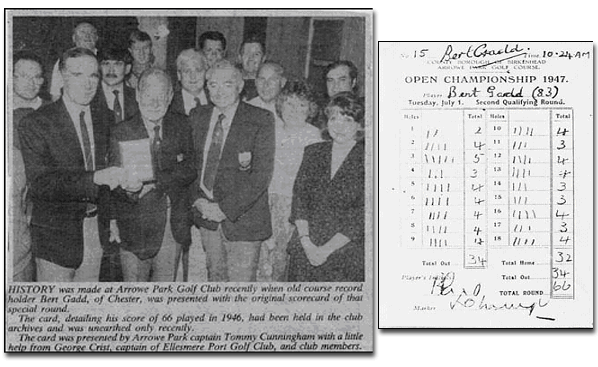 HISTORY was made at Arrowe Park Golf Club recently when old course record
holder Bert Gadd, of Chester, was presented with the original scorecard of that
special round.
The card, detailing his score of 66 played in 1946, had been held in the club
archives and was unearthed only recently.
The card was presented by Arrowe Park captain Tommy Cunningham with a little
help from George Crist, captain of Ellesmere Port Golf Club, and club members.
No 15 Bert Gadd. Time 10.24 AM
COUNTY BOROUGH OF BIRKENHEAD
ARROWE PARK GOLF COURSE.
OPEN CHAMPIONSHIP 1947.
Player Bert Gadd (83)
Tuesday, July 1. Second Qualifying Round.
Holes Total Holes Total
1 2 10 4
2 4 11 3
3 5 12 4
4 3 13 4
5 4 14 3
6 4 15 3
7 4 16 4
8 4 17 3
9 4 18 4
Total Out 34 Total Home 32
Player's Total Out 34
TOTAL ROUND 66
Marker